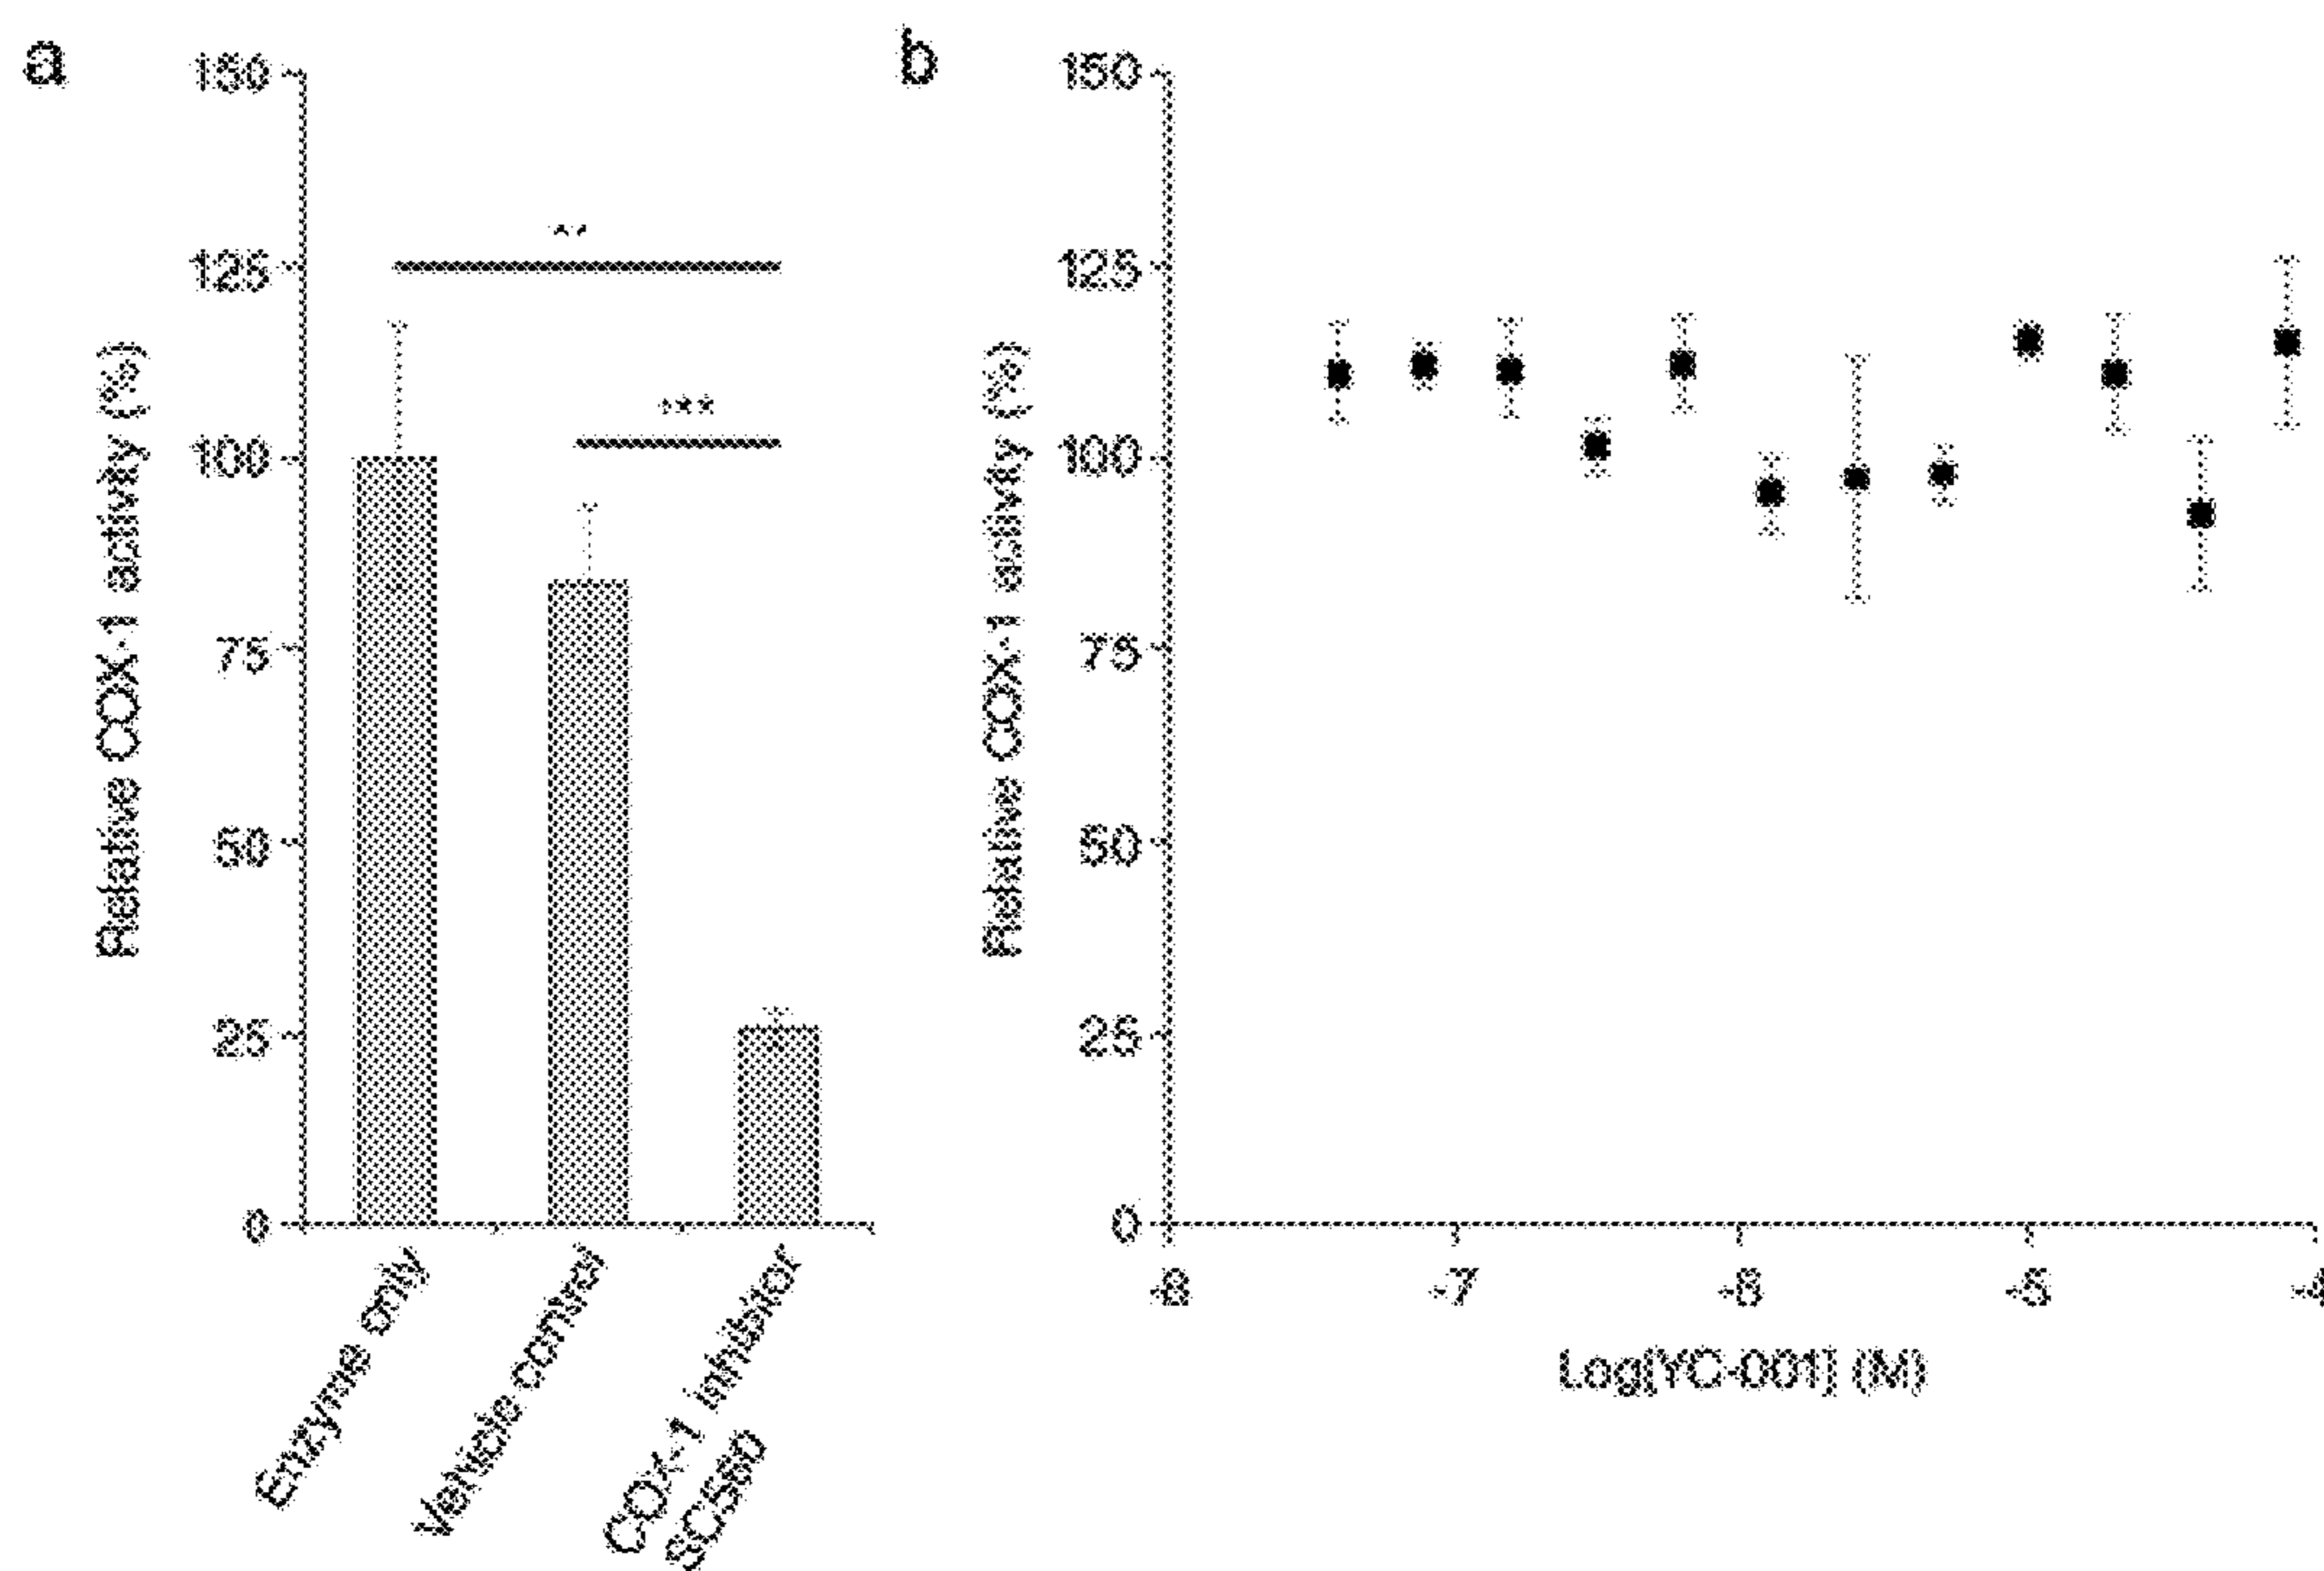 a
150
125
100
75
50
25
0
Relative COX-1 activity (%)
**
***
Enzyme only
Vehicle control
COX-1 inhibitor
SC560
b
150
125
100
75
50
25
0
Relative COX-1 activity (%)
-8
-7
-6
-5
-4
Log[YC-001] (M)